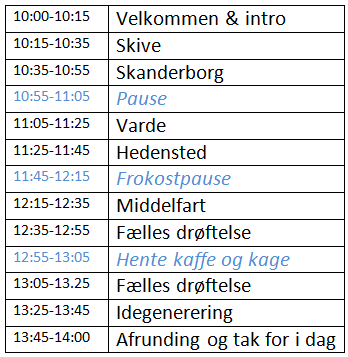 10:00-10:15 Velkommen & intro
10:15-10:35 Skive
10:35-10:55 Skanderborg
10:55-11:05 Pause
11:05-11:25 Varde
11:25-11:45 Hedensted
11:45-12:15 Frokostpause
12:15-12:35 Middelfart
12:35-12:55 Fælles drøftelse
12:55-13:05 Hente kaffe og kage
13:05-13.25 Fælles drøftelse
13:25-13:45 Idegenerering
13:45-14:00 Afrunding og tak for i dag